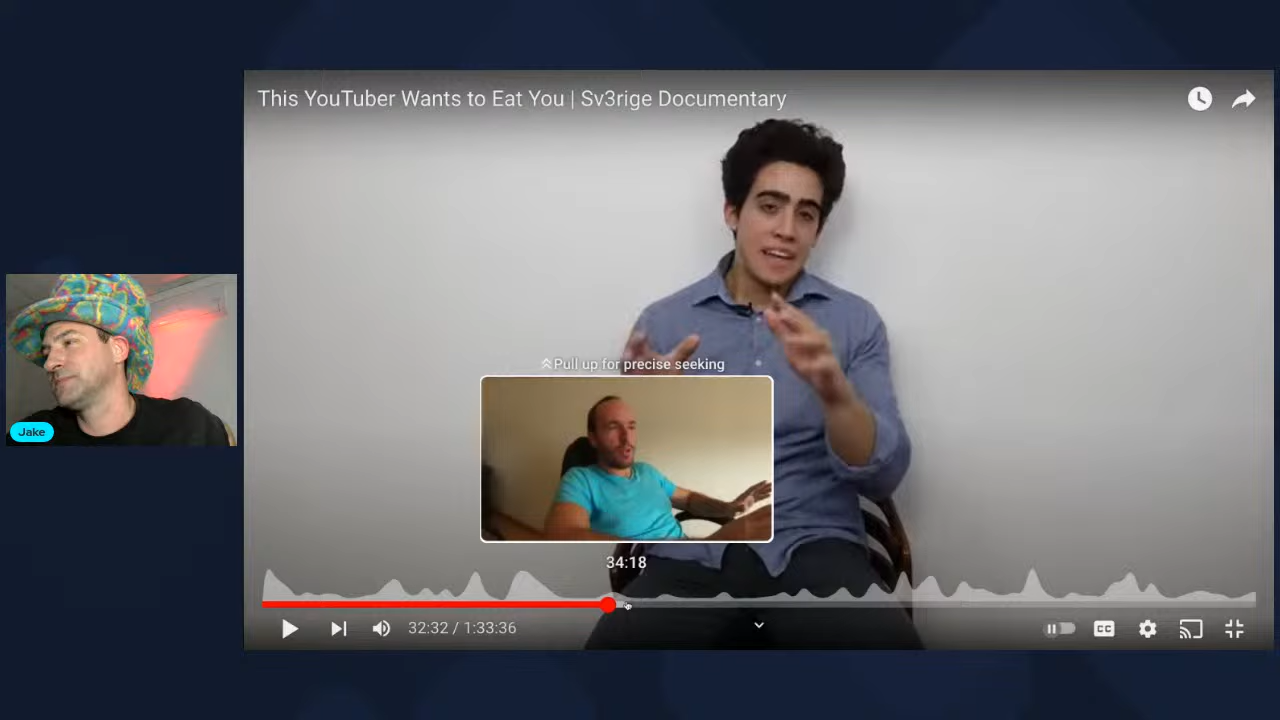 This YouTuber Wants to Eat You | Sv3rige Documentary
Pull up for precise seeking
Jake
34:18
32:32 / 1:33:36
CC